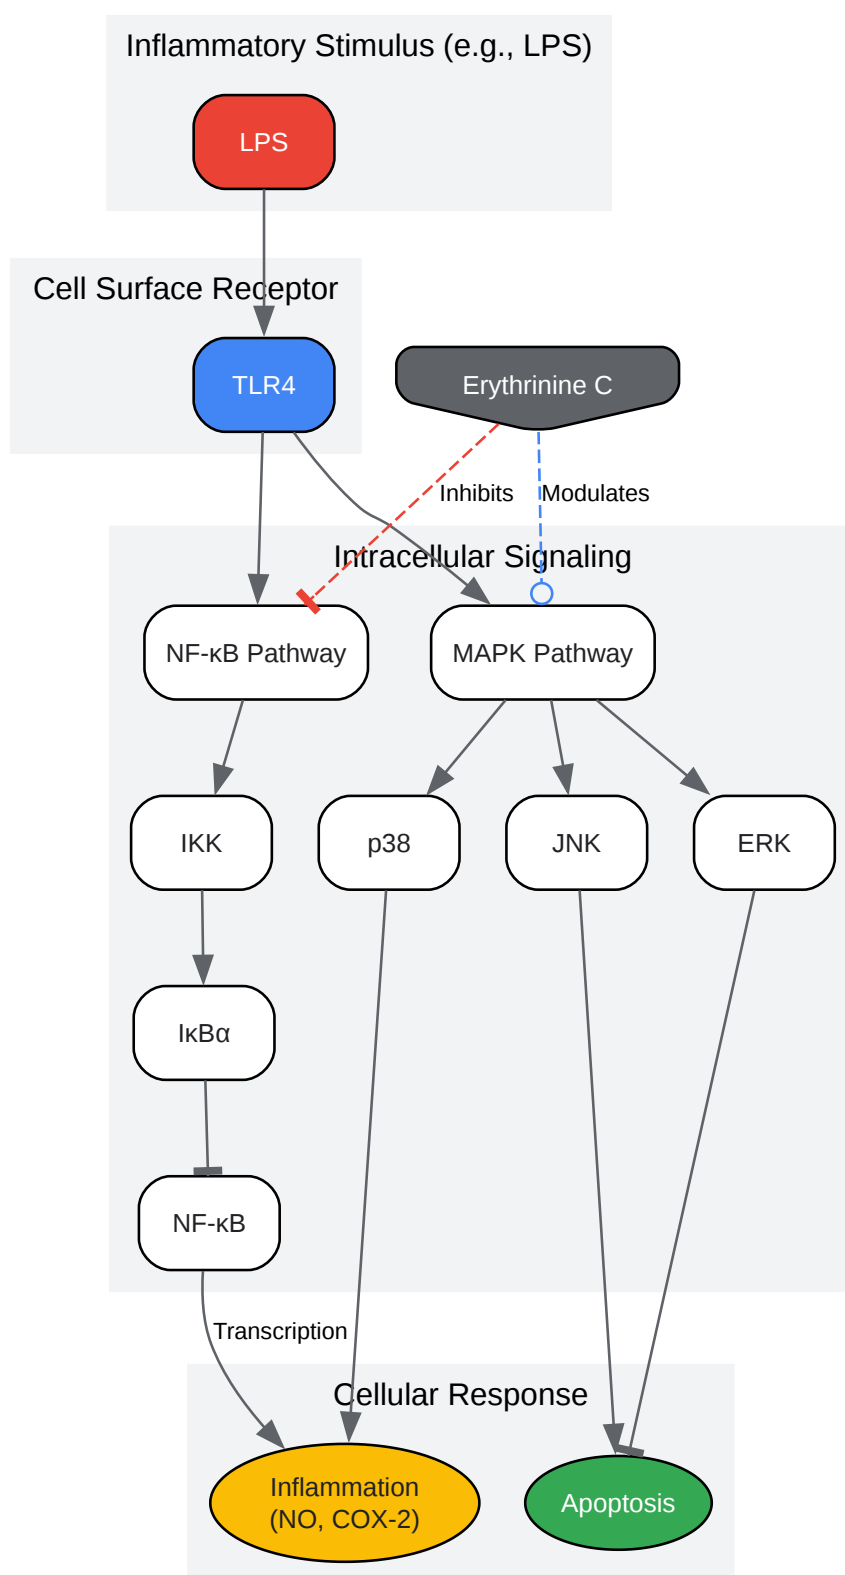 Inflammatory Stimulus (e.g., LPS)
LPS
Cell Surface Receptor
TLR4
Erythrinine C
Inhibits
Modulates
Intracellular Signaling
NF-κB Pathway
MAPK Pathway
IKK
p38
JNK
ERK
IκBα
NF-κB
Transcription
Cellular Response
Inflammation
(NO, COX-2)
Apoptosis